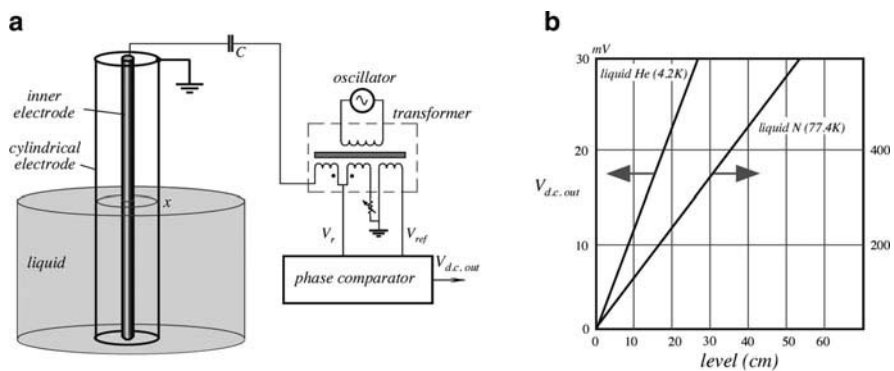 a
C
oscillator
inner
electrode
transformer
cylindrical
electrode
x
liquid
V_r
V_ref
V_d.c. out
phase comparator
b
mV
30
liquid He (4.2K)
liquid N (77.4K)
400
20
V_d.c. out
10
200
0
0 10 20 30 40 50 60
level (cm)